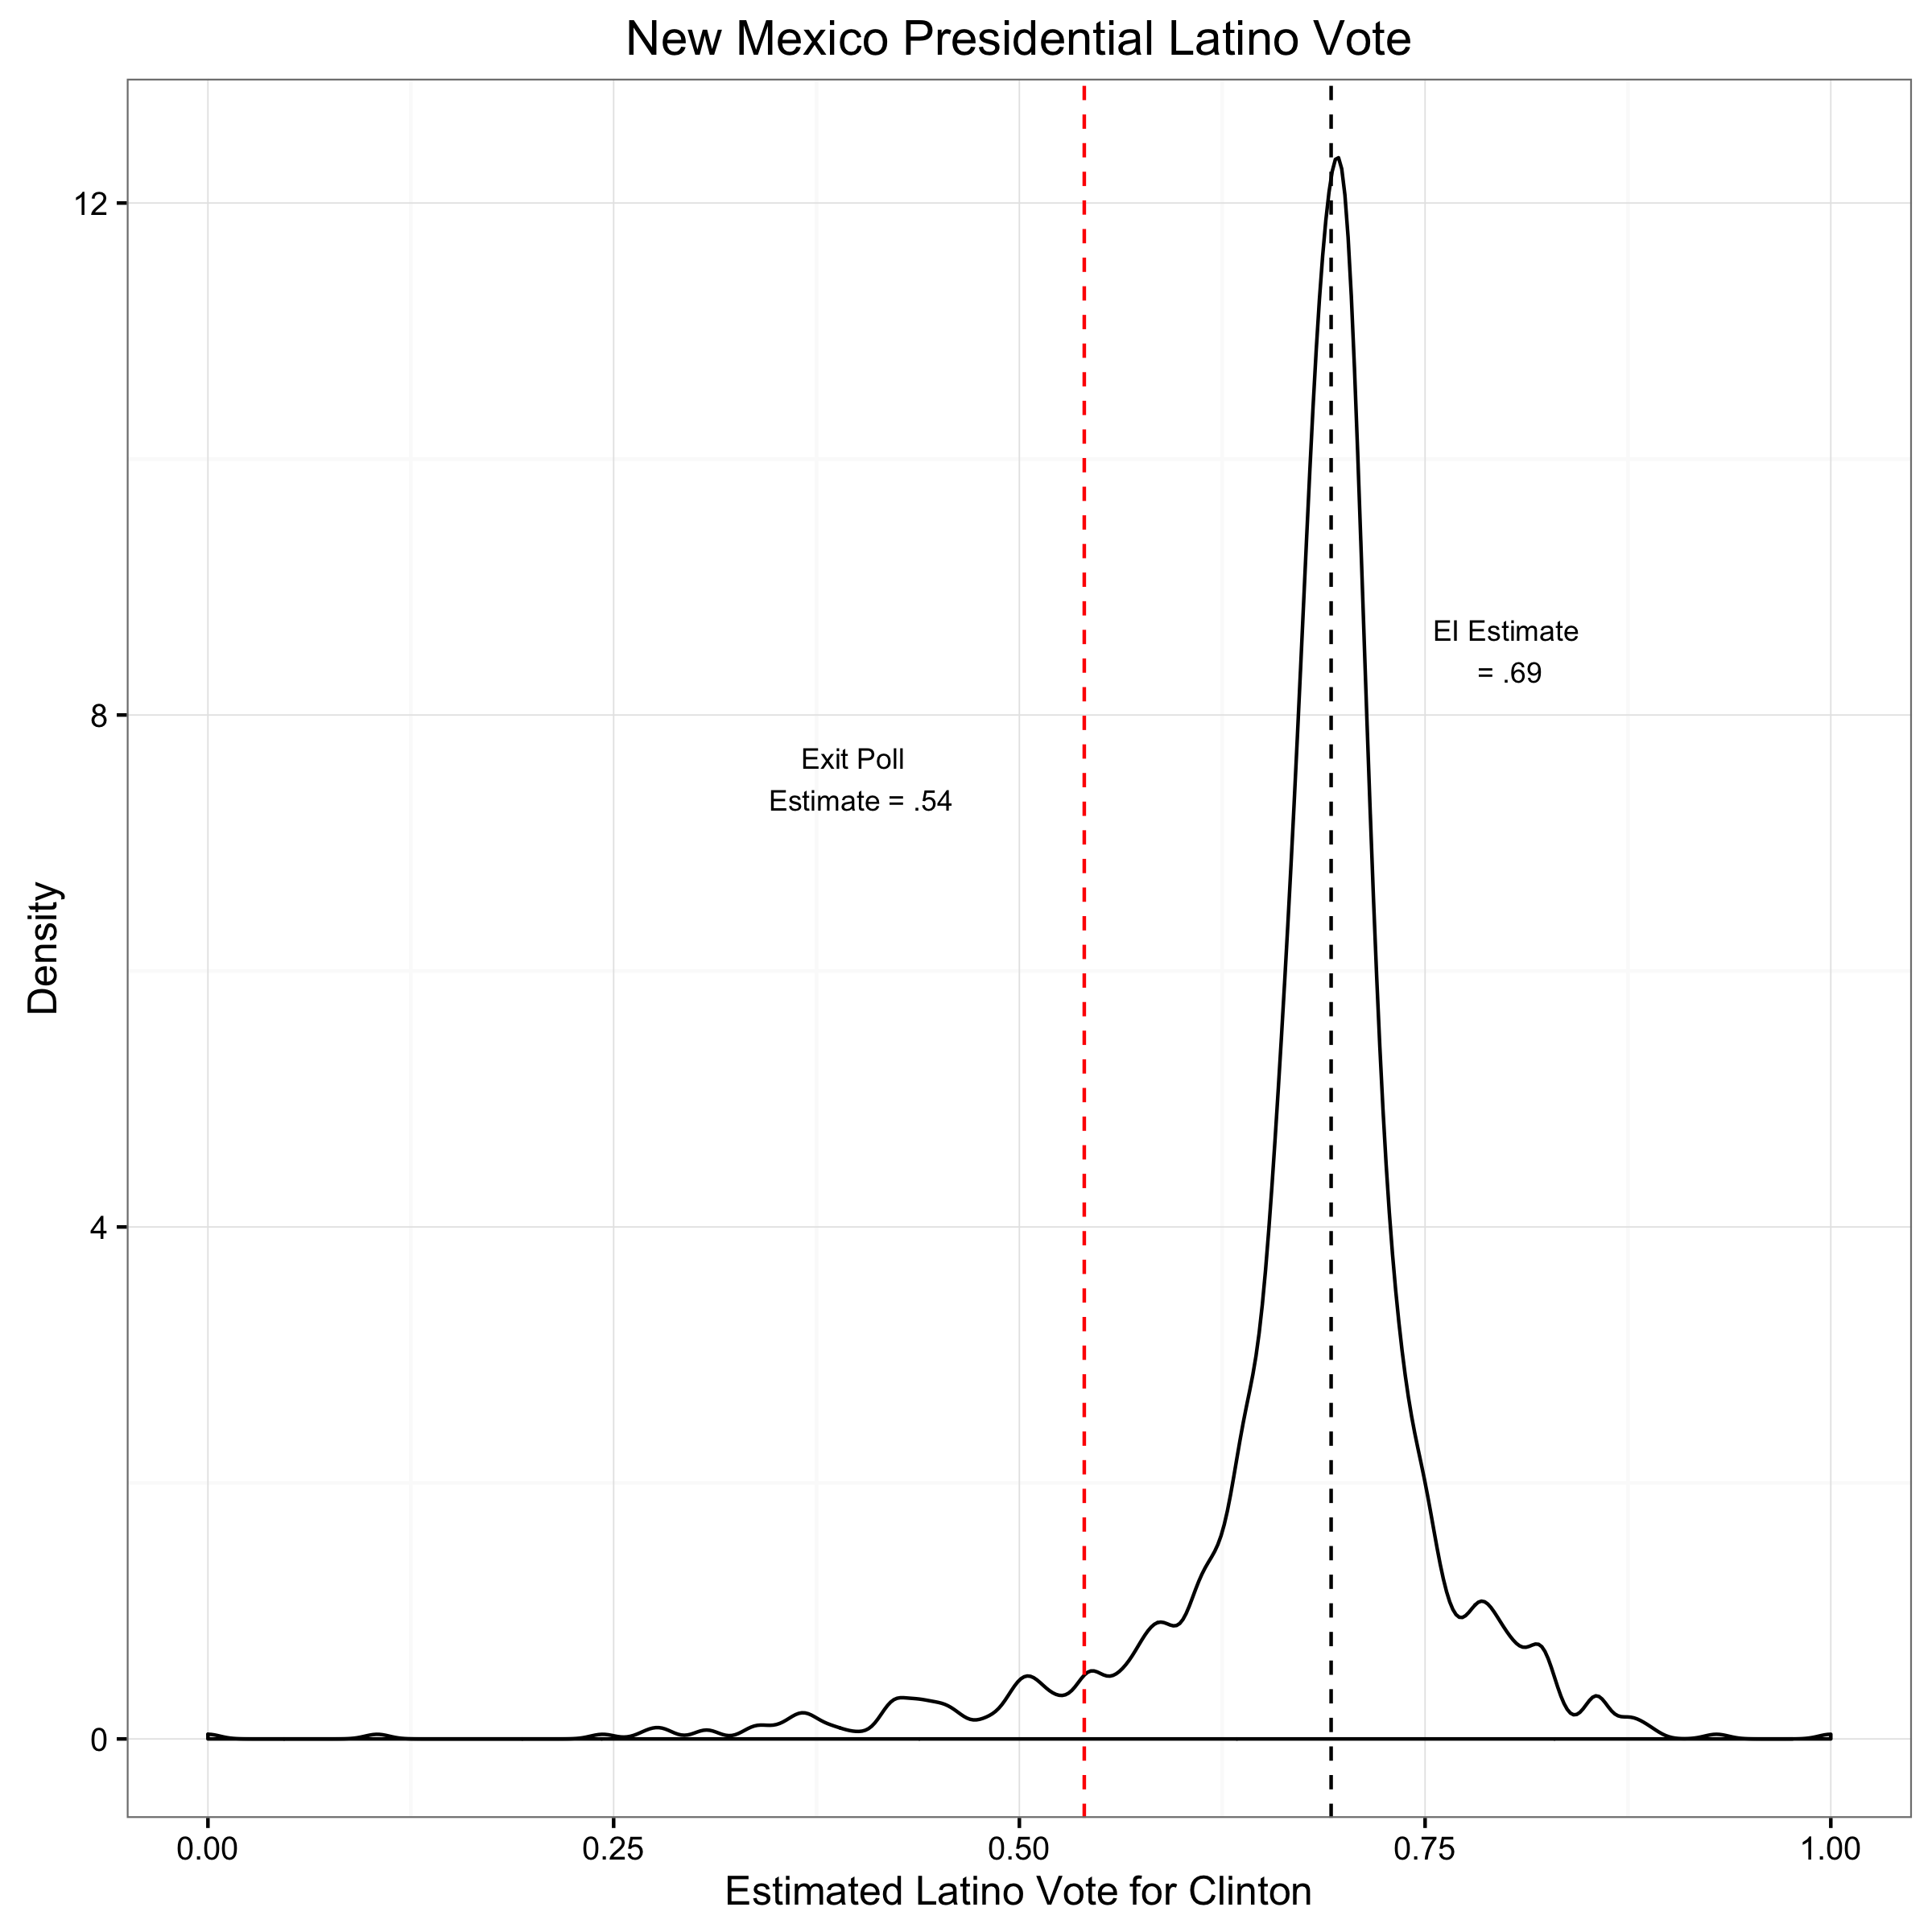 New Mexico Presidential Latino Vote
12
8
4
0
Density
EI Estimate
= .69
Exit Poll
Estimate = .54
0.00
0.25
0.50
0.75
1.00
Estimated Latino Vote for Clinton